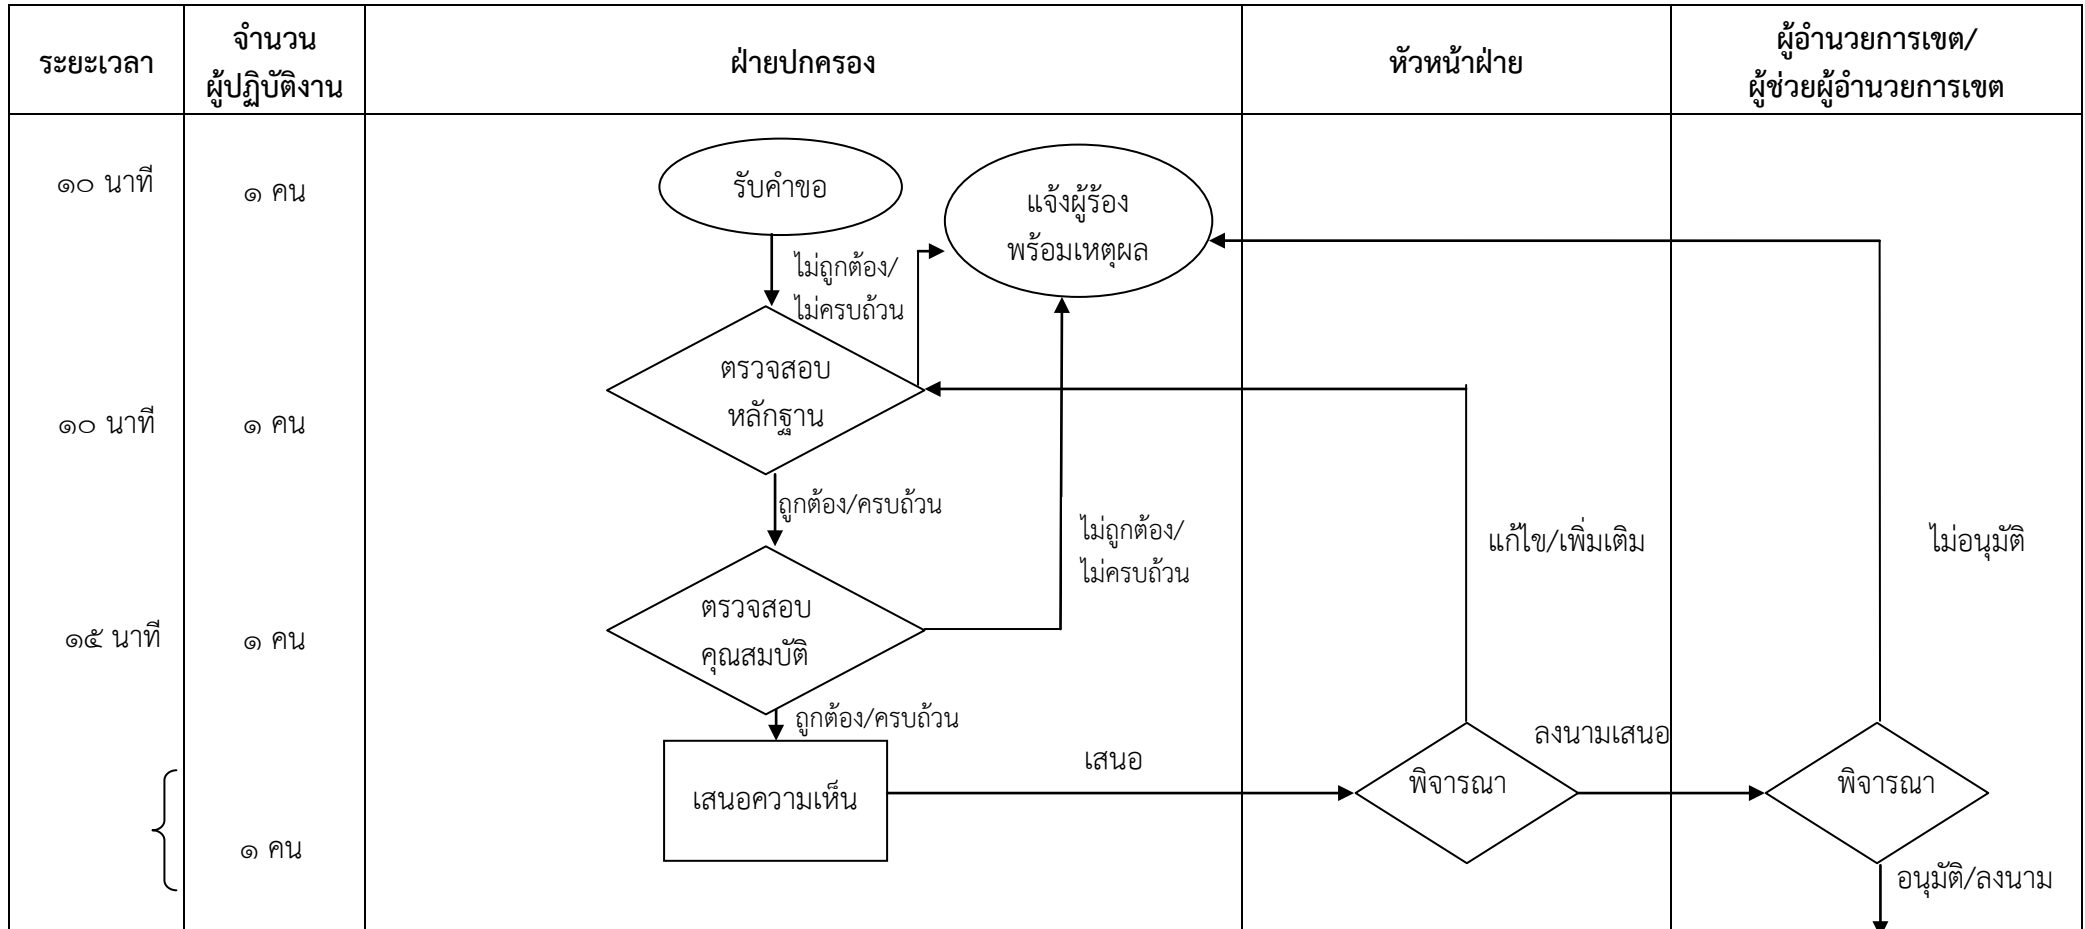 ระยะเวลา
จำนวน
ผู้ปฏิบัติงาน
ฝ่ายปกครอง
หัวหน้าฝ่าย
ผู้อำนวยการเขต/
ผู้ช่วยผู้อำนวยการเขต
๑๐ นาที
๑ คน
รับคำขอ
แจ้งผู้ร้อง
พร้อมเหตุผล
ไม่ถูกต้อง/
ไม่ครบถ้วน
ตรวจสอบ
หลักฐาน
๑๐ นาที
๑ คน
ถูกต้อง/ครบถ้วน
ไม่ถูกต้อง/
ไม่ครบถ้วน
แก้ไข/เพิ่มเติม
ไม่อนุมัติ
ตรวจสอบ
คุณสมบัติ
๑๕ นาที
๑ คน
ถูกต้อง/ครบถ้วน
เสนอความเห็น
เสนอ
พิจารณา
ลงนามเสนอ
พิจารณา
๑ คน
อนุมัติ/ลงนาม